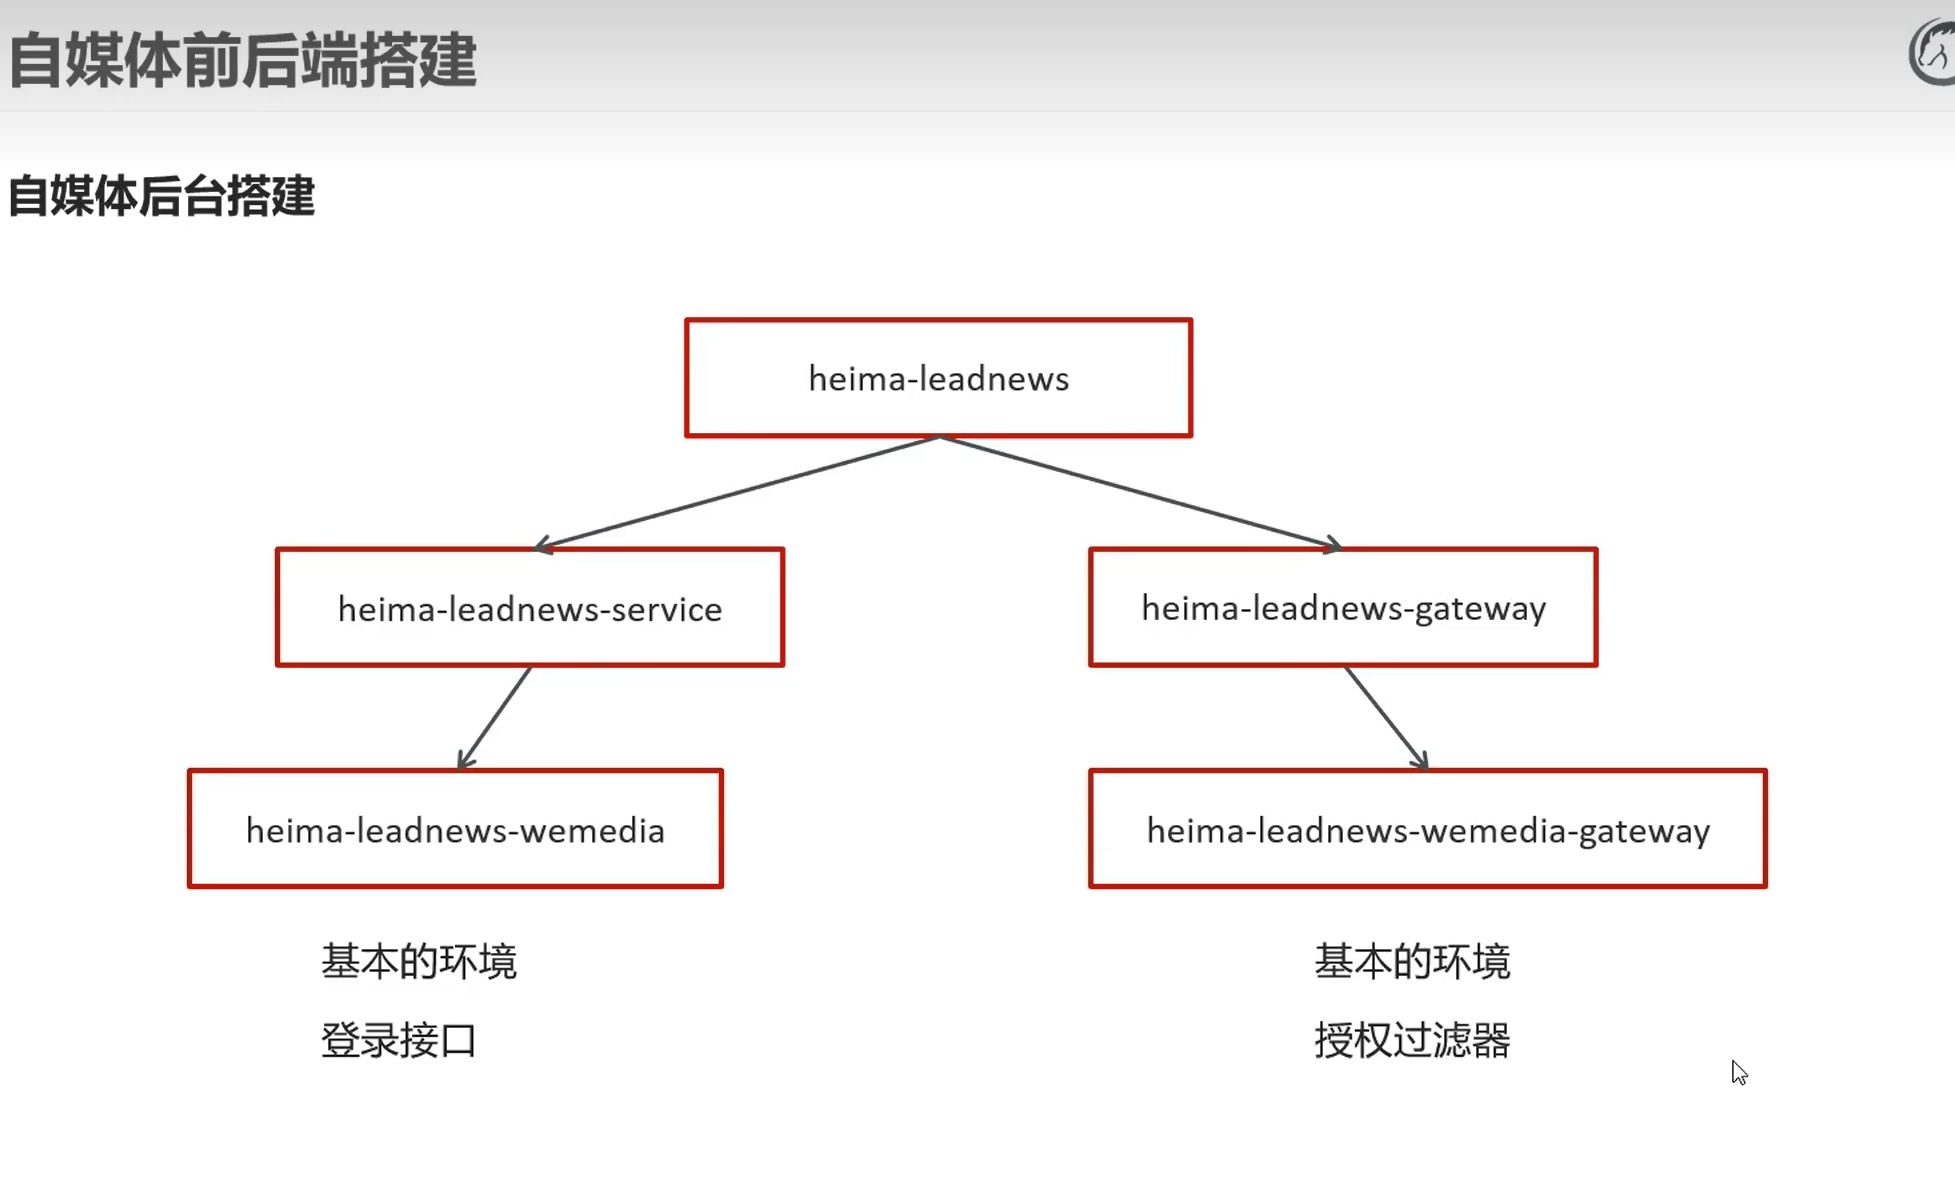 自媒体前后端搭建
自媒体后台搭建
heima-leadnews
heima-leadnews-service
heima-leadnews-gateway
heima-leadnews-wemedia
heima-leadnews-wemedia-gateway
基本的环境
登录接口
基本的环境
授权过滤器